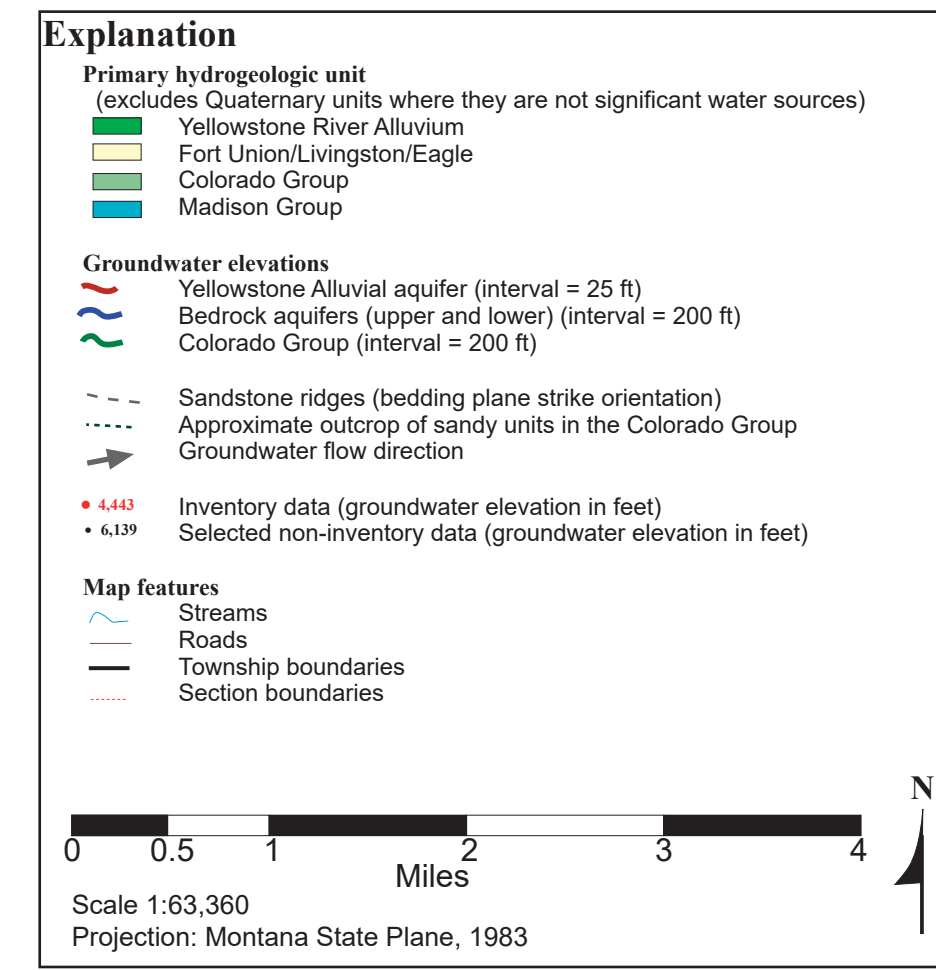 Explanation
Primary hydrogeologic unit
(excludes Quaternary units where they are not significant water sources)
Yellowstone River Alluvium
Fort Union/Livingston/Eagle
Colorado Group
Madison Group
Groundwater elevations
Yellowstone Alluvial aquifer (interval = 25 ft)
Bedrock aquifers (upper and lower) (interval = 200 ft)
Colorado Group (interval = 200 ft)
Sandstone ridges (bedding plane strike orientation)
Approximate outcrop of sandy units in the Colorado Group
Groundwater flow direction
4,443 Inventory data (groundwater elevation in feet)
6,139 Selected non-inventory data (groundwater elevation in feet)
Map features
Streams
Roads
Township boundaries
Section boundaries
N
0 0.5 1 2 3 4
Miles
Scale 1:63,360
Projection: Montana State Plane, 1983